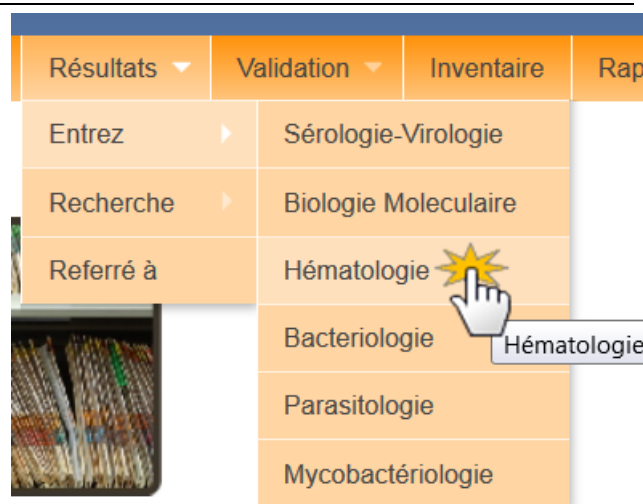 Résultats Validation Inventaire Rap
Entrez Sérologie-Virologie
Recherche Biologie Moleculaire
Referré à Hématologie
Bacteriologie
Hématologie
Parasitologie
Mycobactériologie